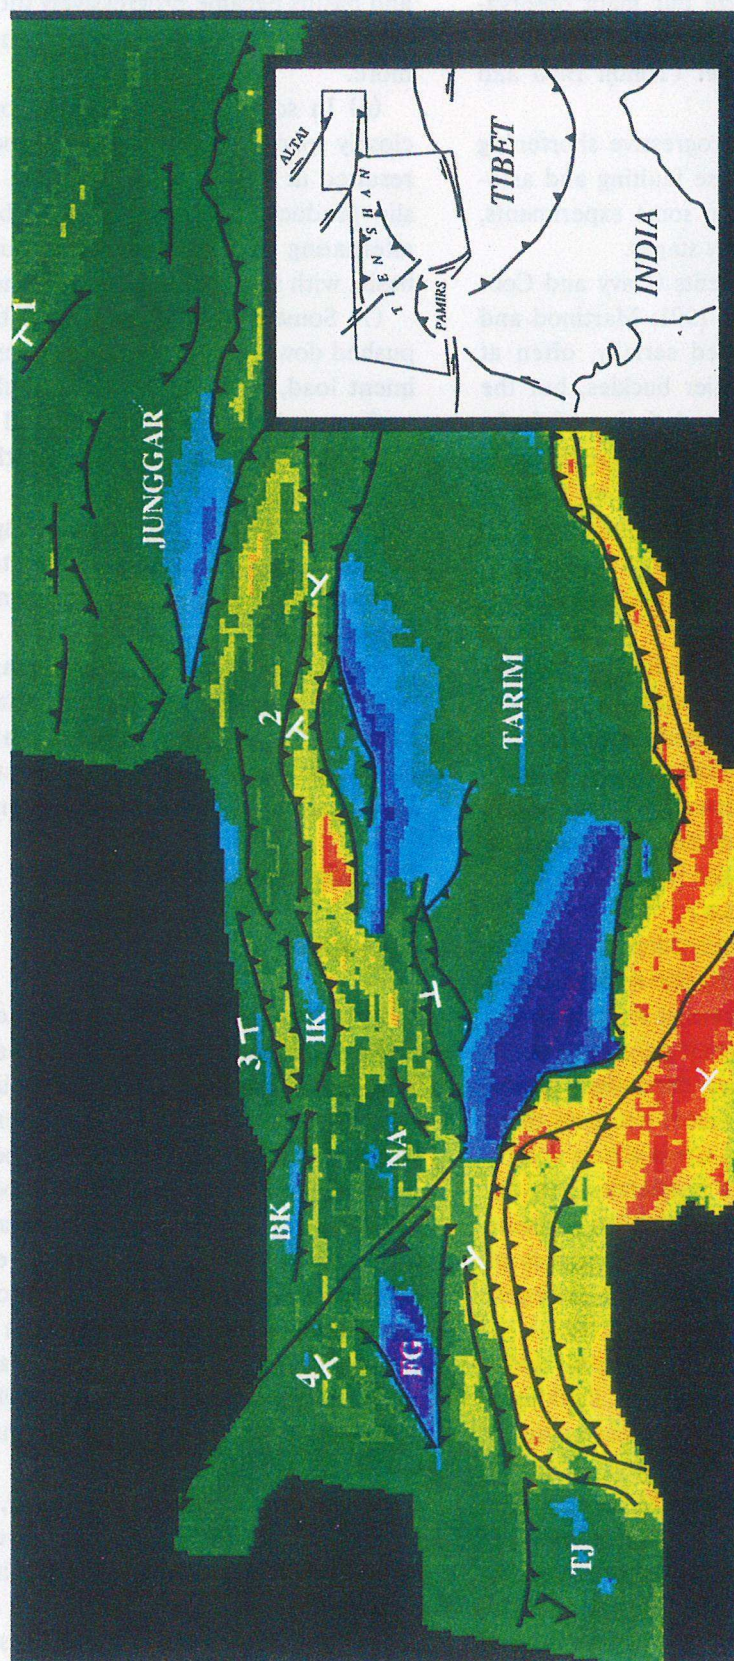 ALTAI
TIEN SHAN
TIBET
PAMIRS
INDIA
1
JUNGGAR
2
TARIM
3
IK
NA
BK
4
FG
TJ